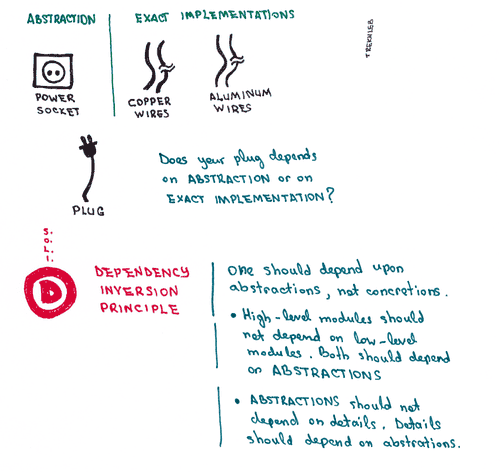 ABSTRACTION
EXACT IMPLEMENTATIONS
TREKHLEB
POWER
SOCKET
COPPER
WIRES
ALUMINUM
WIRES
PLUG
Does your plug depends
on ABSTRACTION or on
EXACT IMPLEMENTATION?
S.
O.
L.
I.
D
DEPENDENCY
INVERSION
PRINCIPLE
One should depend upon
abstractions, not concretions.
• High-level modules should
not depend on low-level
modules. Both should depend
on ABSTRACTIONS
• ABSTRACTIONS should not
depend on details. Details
should depend on abstrations.